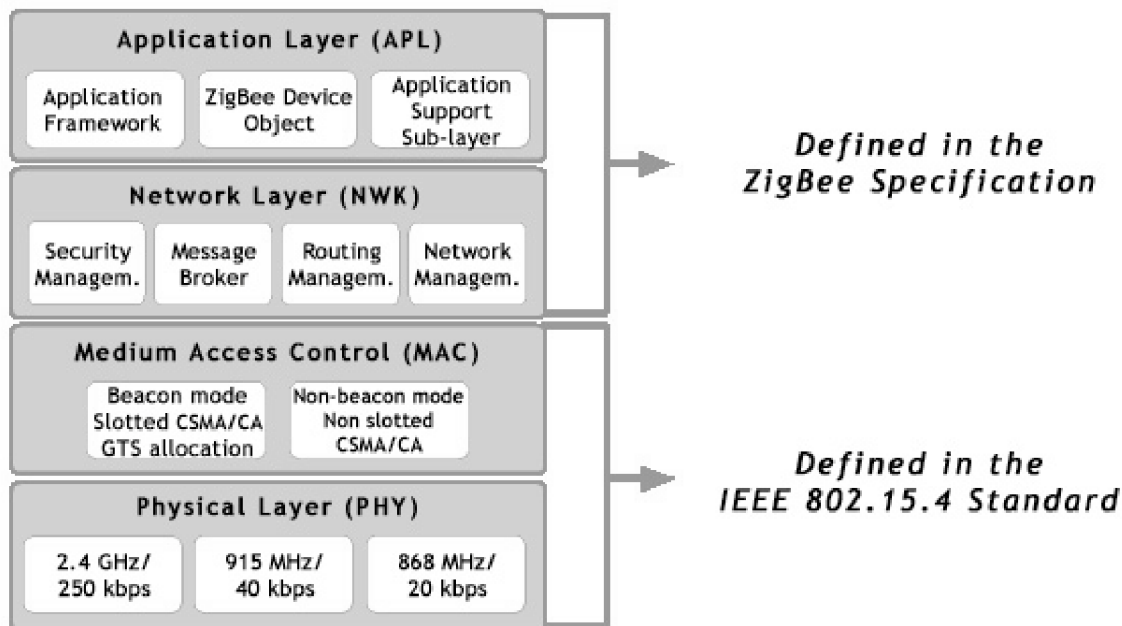 Application Layer (APL)
Application
Framework
ZigBee Device
Object
Application
Support
Sub-layer
Network Layer (NWK)
Security
Managem.
Message
Broker
Routing
Managem.
Network
Managem.
Defined in the
ZigBee Specification
Medium Access Control (MAC)
Beacon mode
Slotted CSMA/CA
GTS allocation
Non-beacon mode
Non slotted
CSMA/CA
Physical Layer (PHY)
2.4 GHz/
250 kbps
915 MHz/
40 kbps
868 MHz/
20 kbps
Defined in the
IEEE 802.15.4 Standard